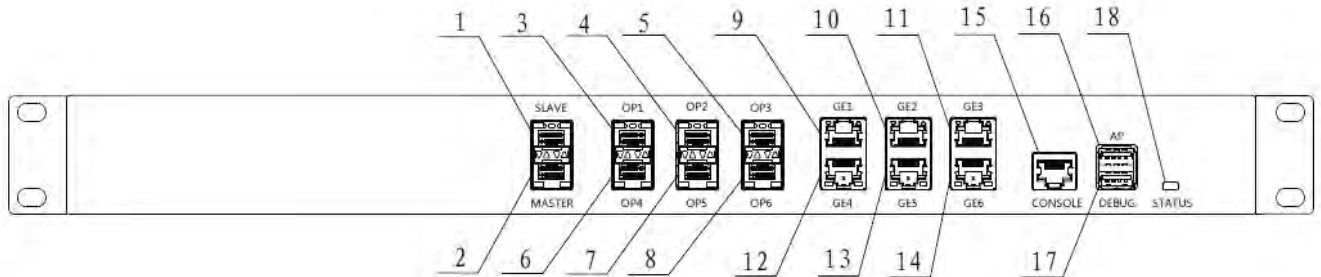 1 3 4 5 9 10 11 15 16 18
SLAVE OP1 OP2 OP3 GE1 GE2 GE3 AP
MASTER OP4 OP5 OP6 GE4 GE5 GE6 CONSOLE DEBUG STATUS
2 6 7 8 12 13 14 17